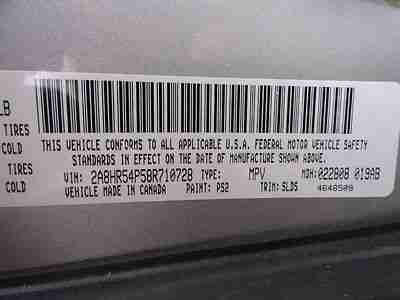 LB
TIRES
COLD
TIRES
COLD
THIS VEHICLE CONFORMS TO ALL APPLICABLE U.S.A. FEDERAL MOTOR VEHICLE SAFETY
STANDARDS IN EFFECT ON THE DATE OF MANUFACTURE SHOWN ABOVE.
VIN: 2A8HR54P58R710728 TYPE: MPV MDH: 022808 019AB
VEHICLE MADE IN CANADA PAINT: PS2 TRIM: SLDS 4648509